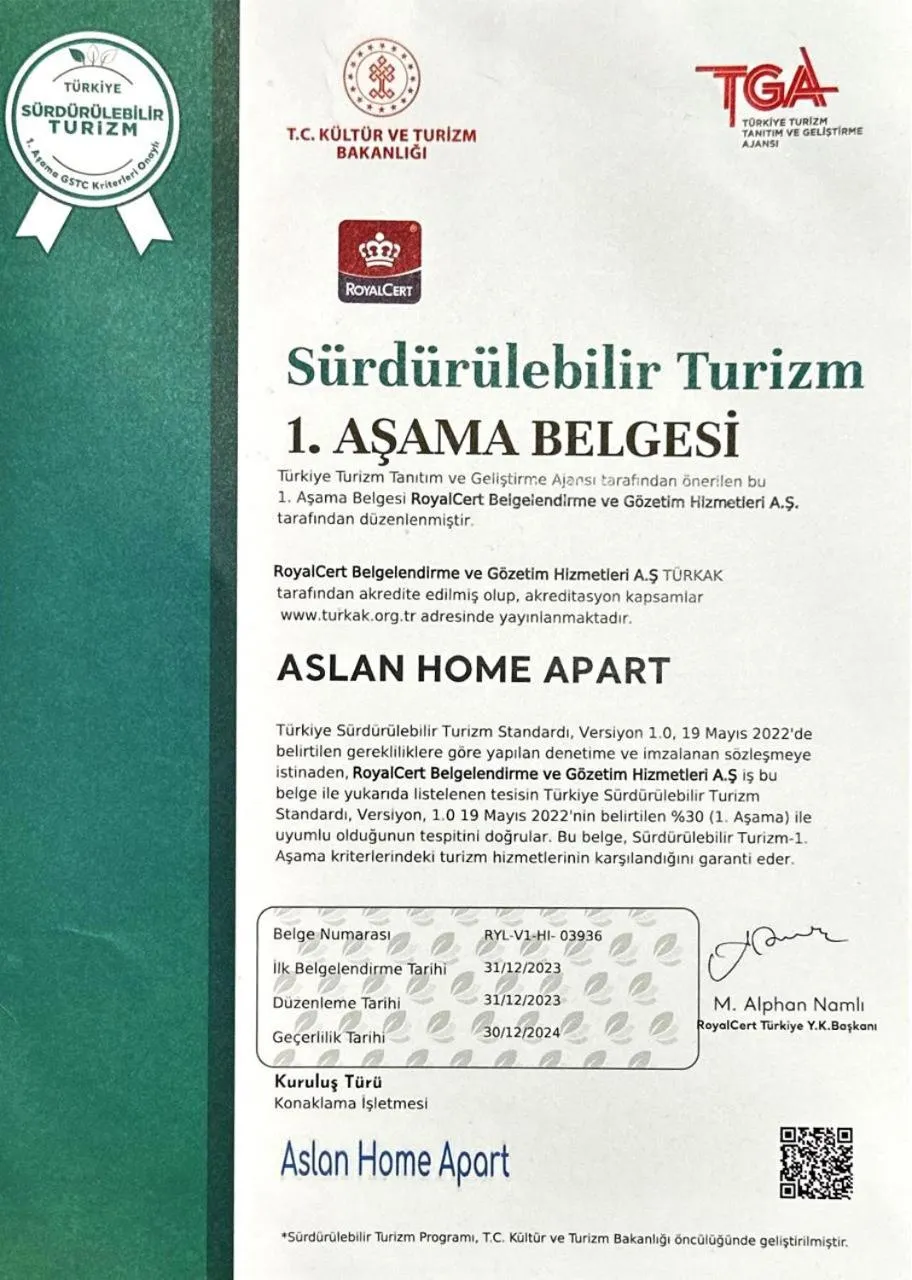 TÜRKİYE
SÜRDÜRÜLEBİLİR
TURİZM
1. Aşama GSTC Kriterleri Onaylı
T.C. KÜLTÜR VE TURİZM
BAKANLIĞI
TGA
TÜRKİYE TURİZM
TANITIM VE GELİŞTİRME
AJANSI
ROYALCERT
Sürdürülebilir Turizm
1. AŞAMA BELGESİ
Türkiye Turizm Tanıtım ve Geliştirme Ajansı tarafından önerilen bu
1. Aşama Belgesi RoyalCert Belgelendirme ve Gözetim Hizmetleri A.Ş.
tarafından düzenlenmiştir.
RoyalCert Belgelendirme ve Gözetim Hizmetleri A.Ş TÜRKAK
tarafından akredite edilmiş olup, akreditasyon kapsamlar
www.turkak.org.tr adresinde yayınlanmaktadır.
ASLAN HOME APART
Türkiye Sürdürülebilir Turizm Standardı, Versiyon 1.0, 19 Mayıs 2022'de
belirtilen gerekliliklere göre yapılan denetime ve imzalanan sözleşmeye
istinaden, RoyalCert Belgelendirme ve Gözetim Hizmetleri A.Ş iş bu
belge ile yukarıda listelenen tesisin Türkiye Sürdürülebilir Turizm
Standardı, Versiyon, 1.0 19 Mayıs 2022'nin belirtilen %30 (1. Aşama) ile
uyumlu olduğunun tespitini doğrular. Bu belge, Sürdürülebilir Turizm-1.
Aşama kriterlerindeki turizm hizmetlerinin karşılandığını garanti eder.
Belge Numarası RYL-V1-HI- 03936
İlk Belgelendirme Tarihi 31/12/2023
Düzenleme Tarihi 31/12/2023
Geçerlilik Tarihi 30/12/2024
M. Alphan Namlı
RoyalCert Türkiye Y.K.Başkanı
Kuruluş Türü
Konaklama İşletmesi
Aslan Home Apart
*Sürdürülebilir Turizm Programı, T.C. Kültür ve Turizm Bakanlığı öncülüğünde geliştirilmiştir.